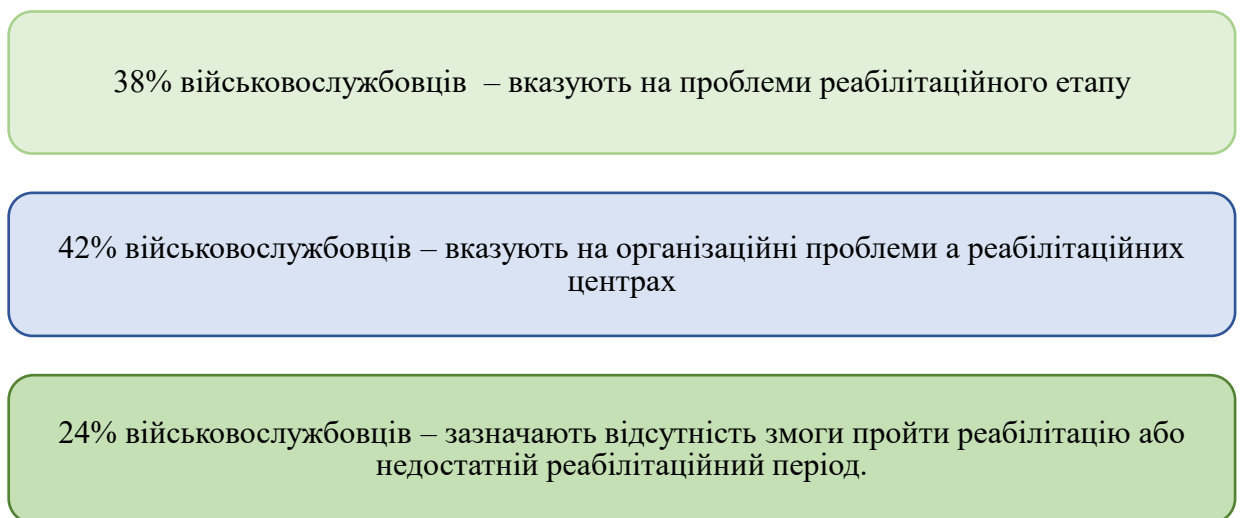 38% військовослужбовців – вказують на проблеми реабілітаційного етапу
42% військовослужбовців – вказують на організаційні проблеми а реабілітаційних
центрах
24% військовослужбовців – зазначають відсутність змоги пройти реабілітацію або
недостатній реабілітаційний період.